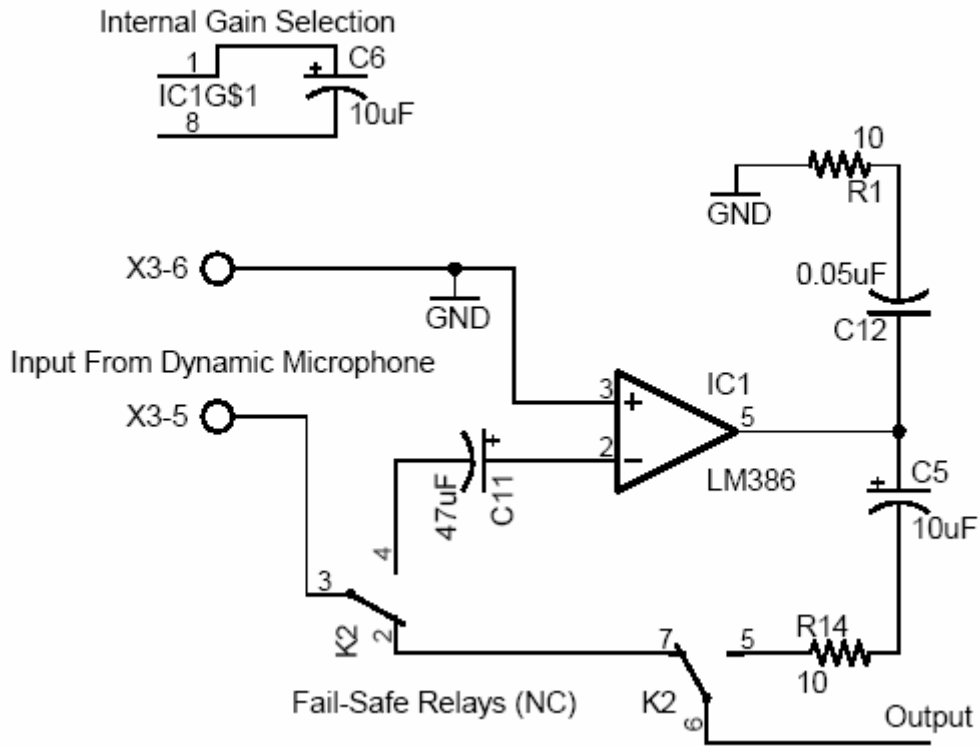 Internal Gain Selection
1
C6
+
IC1G$1
8
10uF
10
R1
GND
0.05uF
C12
X3-6
GND
Input From Dynamic Microphone
X3-5
3
+
IC1
5
2
−
LM386
47uF
+
C11
+
C5
10uF
4
3
K2
2
7
5
R14
10
Fail-Safe Relays (NC)
K2
6
Output